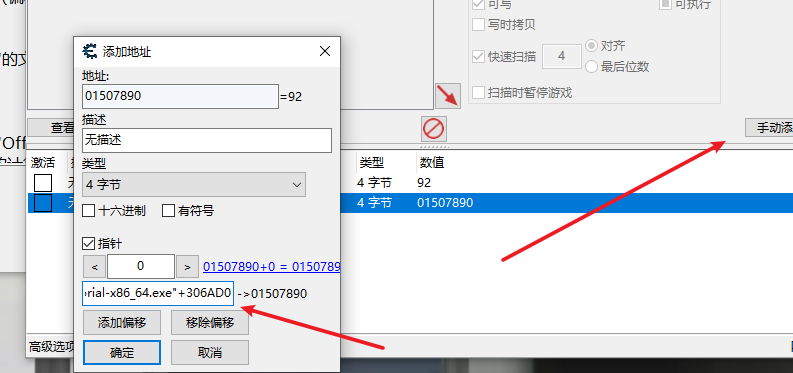 可写
可执行
写时拷贝
的文
快速扫描
4
对齐
最后位数
扫描时暂停游戏
添加地址
地址:
01507890
=92
描述
无描述
类型
4 字节
十六进制
有符号
指针
<
0
>
01507890+0 = 0150789
rial-x86_64.exe"+306AD0
->01507890
添加偏移
移除偏移
确定
取消
查看
手动添
"Off
激活
类型
数值
4 字节
92
4 字节
01507890
高级选项